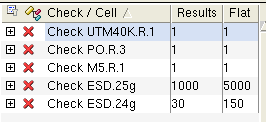 Check / Cell Results Flat
Check UTM40K.R.1 1 1
Check PO.R.3 1 1
Check M5.R.1 1 1
Check ESD.25g 1000 5000
Check ESD.24g 30 150